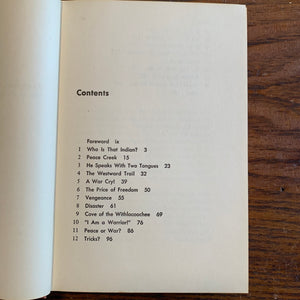 Contents
Foreword ix
1 Who Is That Indian? 3
2 Peace Creek 15
3 He Speaks With Two Tongues 23
4 The Westward Trail 32
5 A War Cry! 39
6 The Price of Freedom 50
7 Vengeance 55
8 Disaster 61
9 Cove of the Withlacoochee 69
10 "I Am a Warrior!" 76
11 Peace or War? 86
12 Tricks? 96